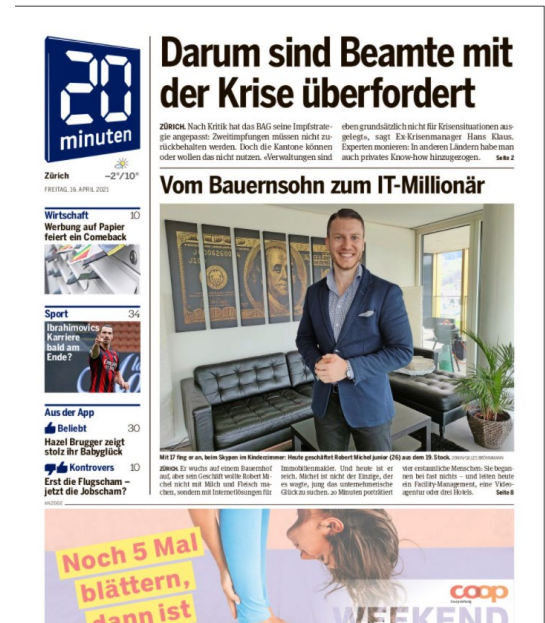 20
minuten
Zürich –2°/10°
FREITAG, 16. APRIL 2021
Wirtschaft 10
Werbung auf Papier
feiert ein Comeback
Sport 34
Ibrahimovics
Karriere
bald am
Ende?
Aus der App
Beliebt 30
Hazel Brugger zeigt
stolz ihr Babyglück
Kontrovers 10
Erst die Flugscham –
jetzt die Jobscham?
ANZEIGE
Darum sind Beamte mit
der Krise überfordert
ZÜRICH. Nach Kritik hat das BAG seine Impfstrate-
gie angepasst: Zweitimpfungen müssen nicht zu-
rückbehalten werden. Doch die Kantone können
oder wollen das nicht nutzen. «Verwaltungen sind
eben grundsätzlich nicht für Krisensituationen aus-
gelegt», sagt Ex-Krisenmanager Hans Klaus.
Experten monieren: In anderen Ländern habe man
auch privates Know-how hinzugezogen. Seite 2
Vom Bauernsohn zum IT-Millionär
Mit 17 fing er an, beim Skypen im Kinderzimmer: Heute geschäftet Robert Michel junior (26) aus dem 19. Stock.
ZÜRICH. Er wuchs auf einem Bauernhof
auf, aber sein Geschäft wollte Robert Mi-
chel nicht mit Milch und Fleisch ma-
chen, sondern mit Internetlösungen für
Immobilienmakler. Und heute ist er
reich. Michel ist nicht der Einzige, der
es wagte, jung das unternehmerische
Glück zu suchen. 20 Minuten porträtiert
vier erstaunliche Menschen: Sie began-
nen bei fast nichts – und leiten heute
ein Facility-Management, eine Video-
agentur oder drei Hotels. Seite 8
Noch 5 Mal
blättern,
dann ist
coop
WEEKEND